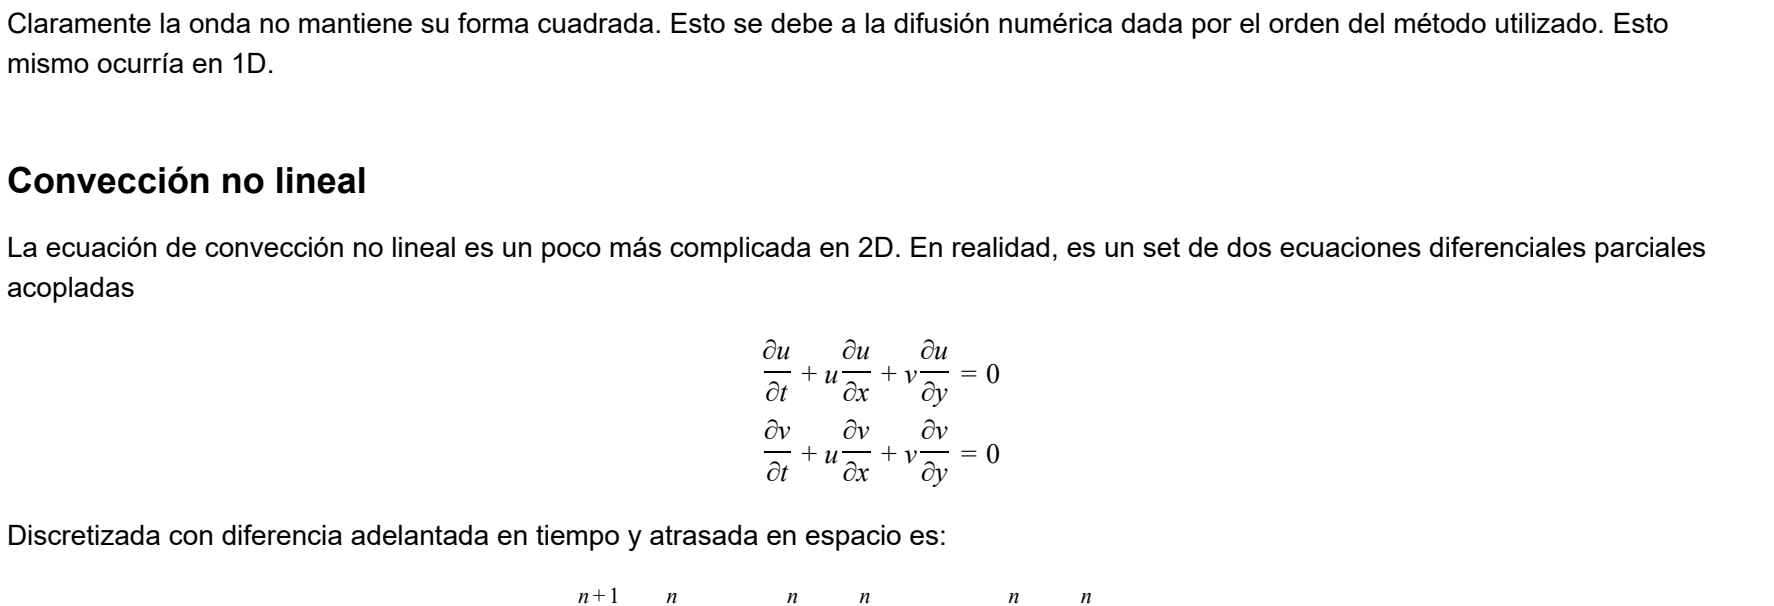 Claramente la onda no mantiene su forma cuadrada. Esto se debe a la difusión numérica dada por el orden del método utilizado. Esto
mismo ocurría en 1D.
Convección no lineal
La ecuación de convección no lineal es un poco más complicada en 2D. En realidad, es un set de dos ecuaciones diferenciales parciales
acopladas
∂u/∂t + u ∂u/∂x + v ∂u/∂y = 0
∂v/∂t + u ∂v/∂x + v ∂v/∂y = 0
Discretizada con diferencia adelantada en tiempo y atrasada en espacio es:
n+1 n n n n n